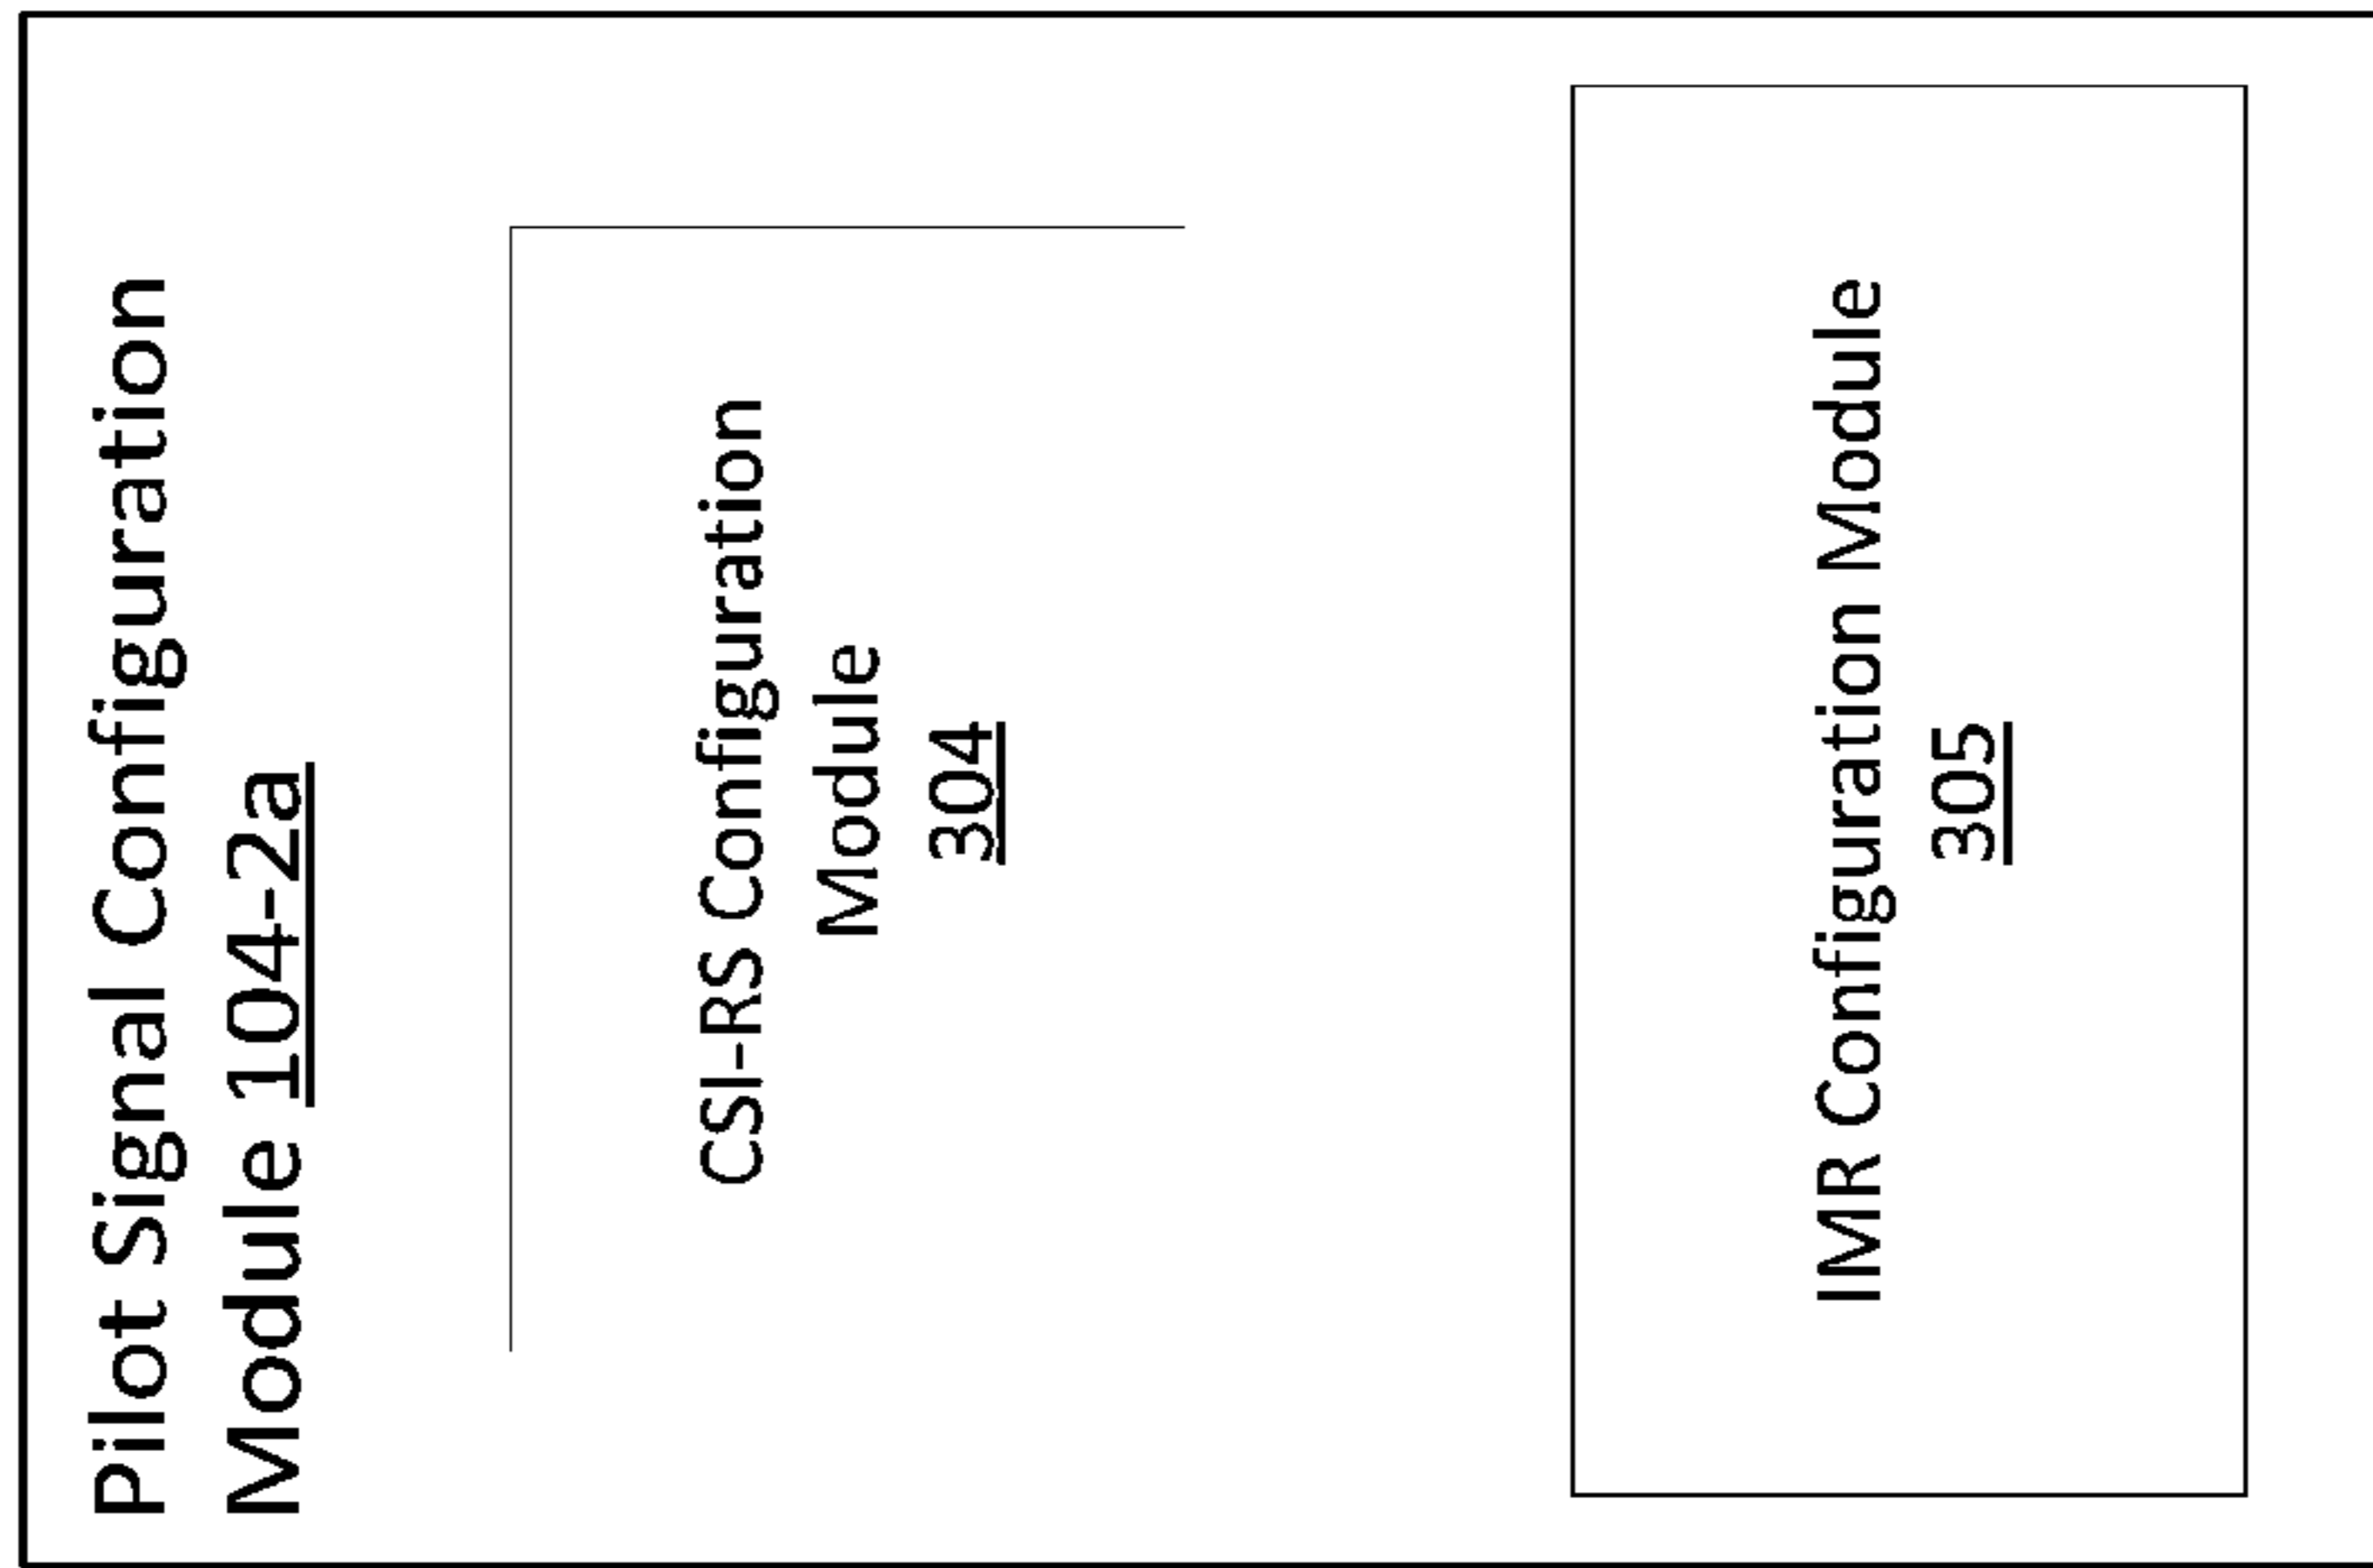 Pilot Signal Configuration
Module 104-2a
CSI-RS Configuration
Module
304
IMR Configuration Module
305